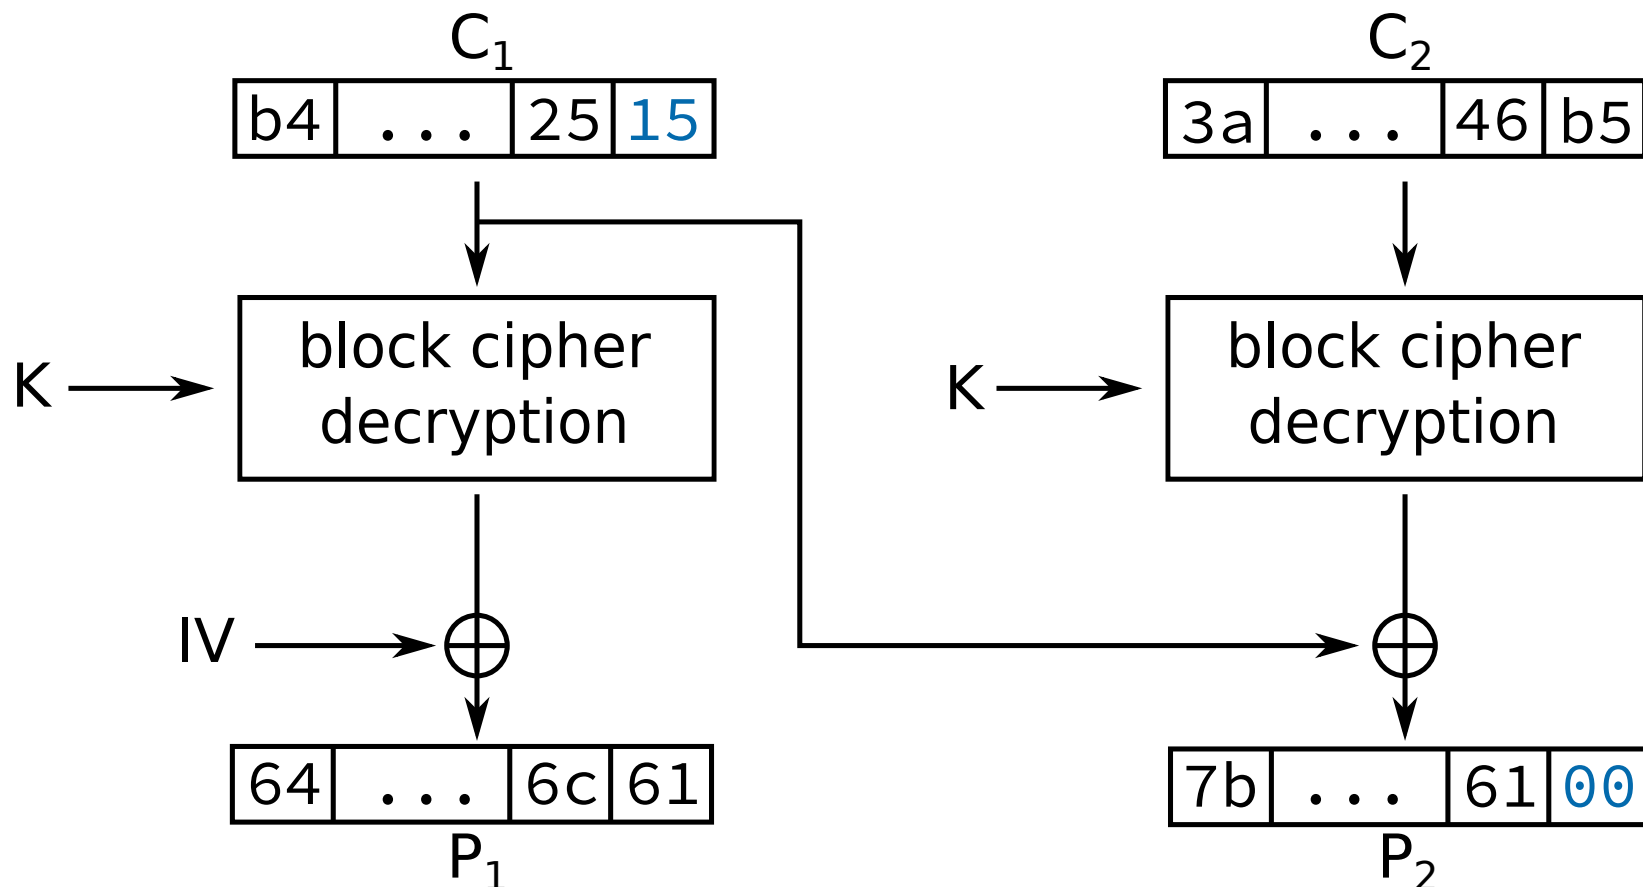 C₁
C₂
b4 ... 25 15
3a ... 46 b5
block cipher
decryption
block cipher
decryption
K
K
IV
64 ... 6c 61
7b ... 61 00
P₁
P₂